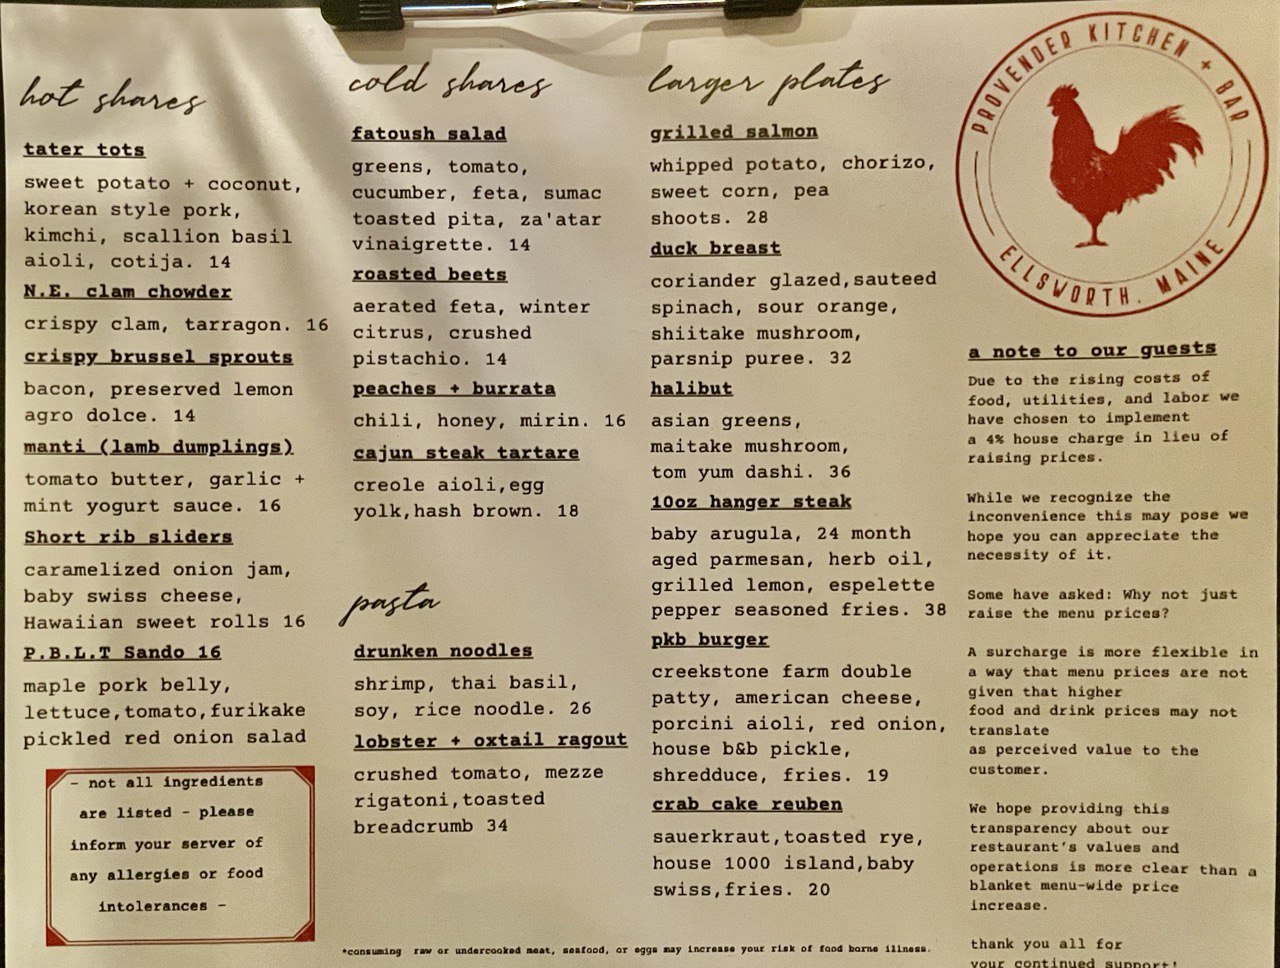 hot shares
tater tots
sweet potato + coconut,
korean style pork,
kimchi, scallion basil
aioli, cotija. 14
N.E. clam chowder
crispy clam, tarragon. 16
crispy brussel sprouts
bacon, preserved lemon
agro dolce. 14
manti (lamb dumplings)
tomato butter, garlic +
mint yogurt sauce. 16
Short rib sliders
caramelized onion jam,
baby swiss cheese,
Hawaiian sweet rolls 16
P.B.L.T Sando 16
maple pork belly,
lettuce,tomato,furikake
pickled red onion salad
- not all ingredients
are listed - please
inform your server of
any allergies or food
intolerances -
cold shares
fatoush salad
greens, tomato,
cucumber, feta, sumac
toasted pita, za'atar
vinaigrette. 14
roasted beets
aerated feta, winter
citrus, crushed
pistachio. 14
peaches + burrata
chili, honey, mirin. 16
cajun steak tartare
creole aioli,egg
yolk,hash brown. 18
pasta
drunken noodles
shrimp, thai basil,
soy, rice noodle. 26
lobster + oxtail ragout
crushed tomato, mezze
rigatoni,toasted
breadcrumb 34
larger plates
grilled salmon
whipped potato, chorizo,
sweet corn, pea
shoots. 28
duck breast
coriander glazed,sauteed
spinach, sour orange,
shiitake mushroom,
parsnip puree. 32
halibut
asian greens,
maitake mushroom,
tom yum dashi. 36
10oz hanger steak
baby arugula, 24 month
aged parmesan, herb oil,
grilled lemon, espelette
pepper seasoned fries. 38
pkb burger
creekstone farm double
patty, american cheese,
porcini aioli, red onion,
house b&b pickle,
shredduce, fries. 19
crab cake reuben
sauerkraut,toasted rye,
house 1000 island,baby
swiss,fries. 20
*consuming raw or undercooked meat, seafood, or eggs may increase your risk of food borne illness.
PROVENDER KITCHEN + BAR
ELLSWORTH. MAINE
a note to our guests
Due to the rising costs of
food, utilities, and labor we
have chosen to implement
a 4% house charge in lieu of
raising prices.
While we recognize the
inconvenience this may pose we
hope you can appreciate the
necessity of it.
Some have asked: Why not just
raise the menu prices?
A surcharge is more flexible in
a way that menu prices are not
given that higher
food and drink prices may not
translate
as perceived value to the
customer.
We hope providing this
transparency about our
restaurant's values and
operations is more clear than a
blanket menu-wide price
increase.
thank you all for
your continued support!